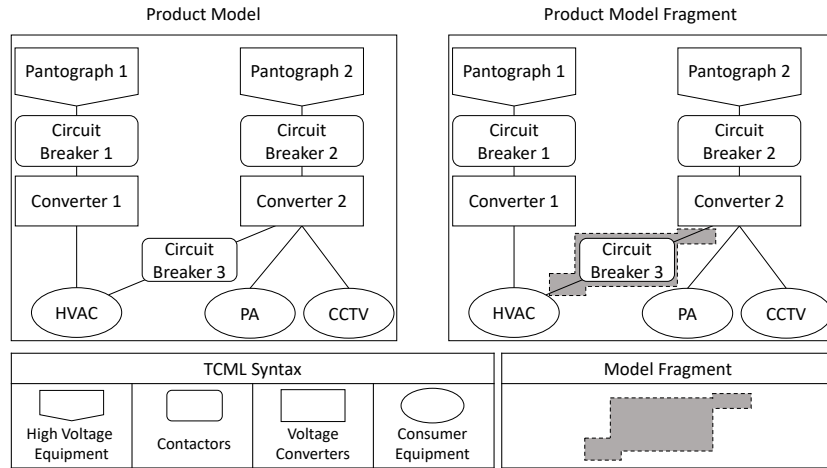 Product Model
Pantograph 1
Pantograph 2
Circuit
Breaker 1
Circuit
Breaker 2
Converter 1
Converter 2
Circuit
Breaker 3
HVAC
PA
CCTV
Product Model Fragment
Pantograph 1
Pantograph 2
Circuit
Breaker 1
Circuit
Breaker 2
Converter 1
Converter 2
Circuit
Breaker 3
HVAC
PA
CCTV
TCML Syntax
High Voltage
Equipment
Contactors
Voltage
Converters
Consumer
Equipment
Model Fragment